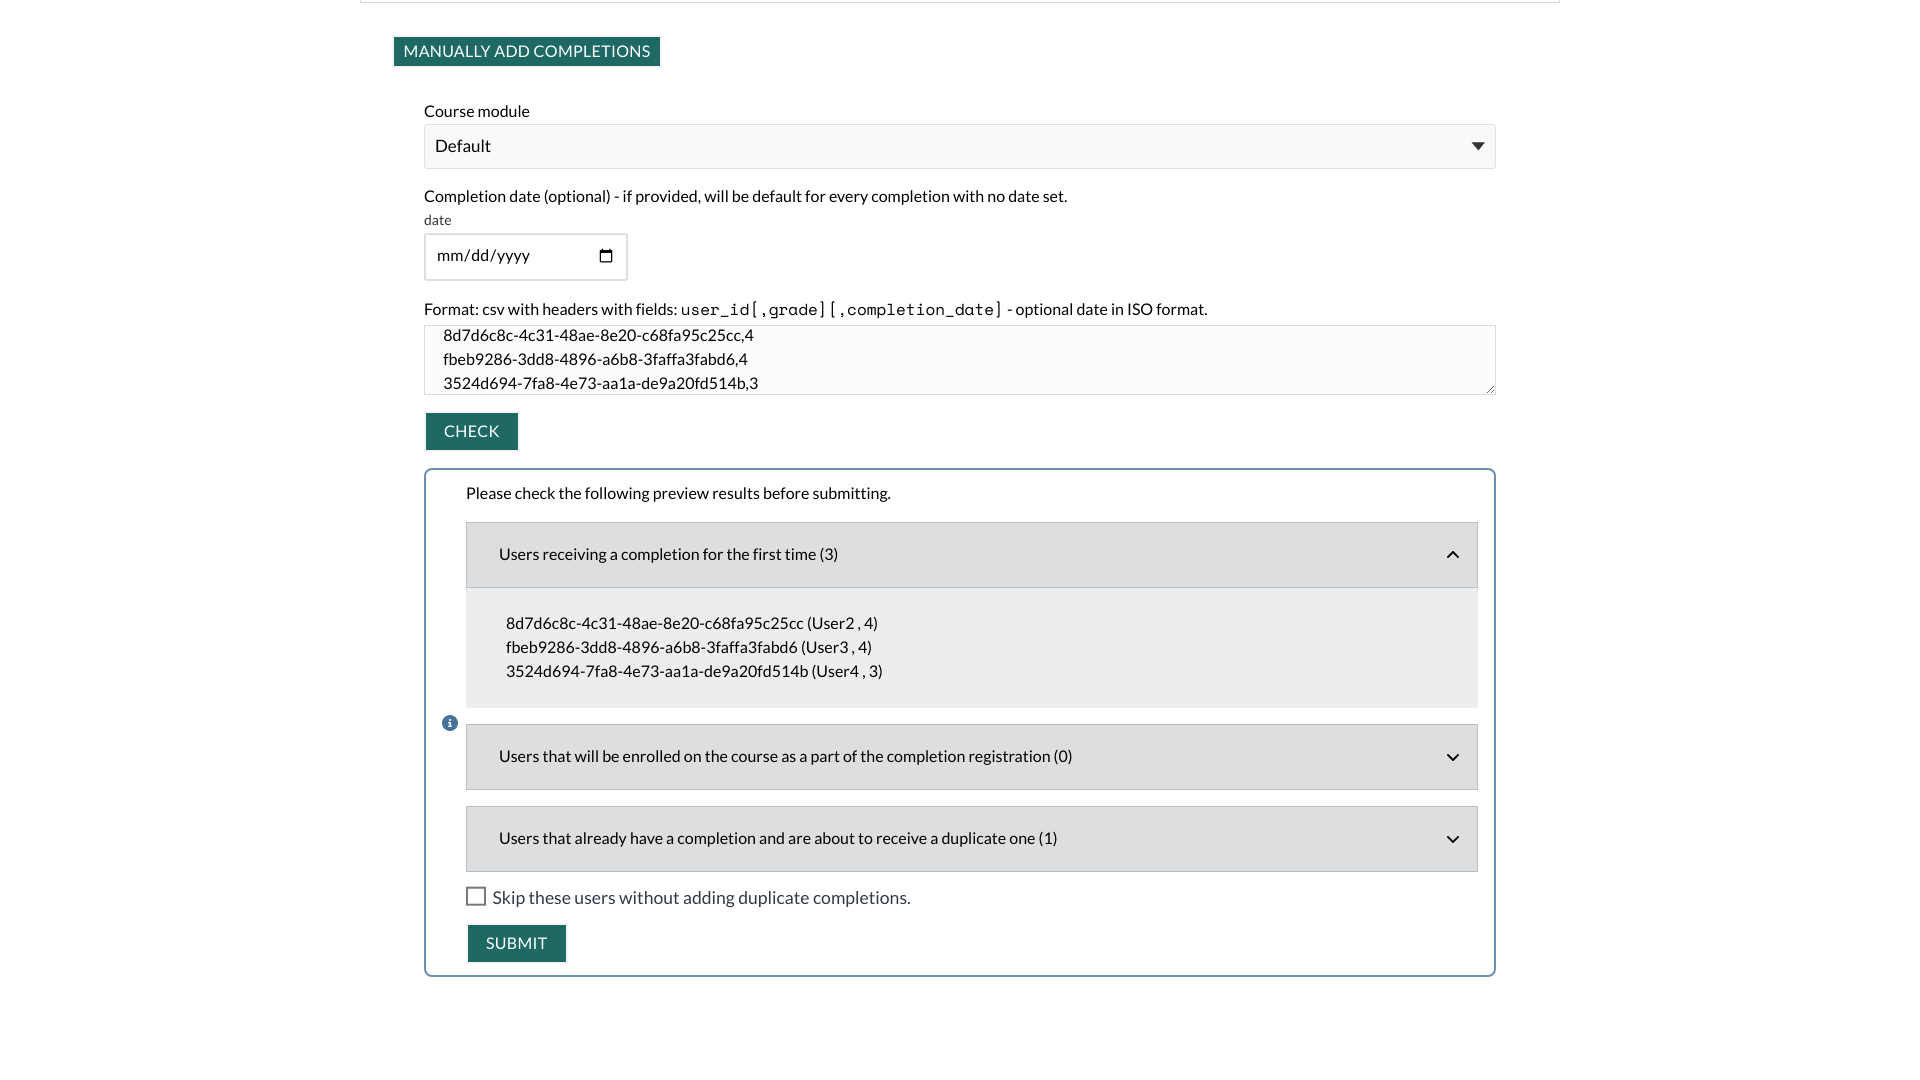 MANUALLY ADD COMPLETIONS
Course module
Default
Completion date (optional) - if provided, will be default for every completion with no date set.
date
mm/dd/yyyy
Format: csv with headers with fields: user_id[,grade][,completion_date] - optional date in ISO format.
8d7d6c8c-4c31-48ae-8e20-c68fa95c25cc,4
fbeb9286-3dd8-4896-a6b8-3faffa3fabd6,4
3524d694-7fa8-4e73-aa1a-de9a20fd514b,3
CHECK
Please check the following preview results before submitting.
Users receiving a completion for the first time (3)
8d7d6c8c-4c31-48ae-8e20-c68fa95c25cc (User2 , 4)
fbeb9286-3dd8-4896-a6b8-3faffa3fabd6 (User3 , 4)
3524d694-7fa8-4e73-aa1a-de9a20fd514b (User4 , 3)
Users that will be enrolled on the course as a part of the completion registration (0)
Users that already have a completion and are about to receive a duplicate one (1)
Skip these users without adding duplicate completions.
SUBMIT